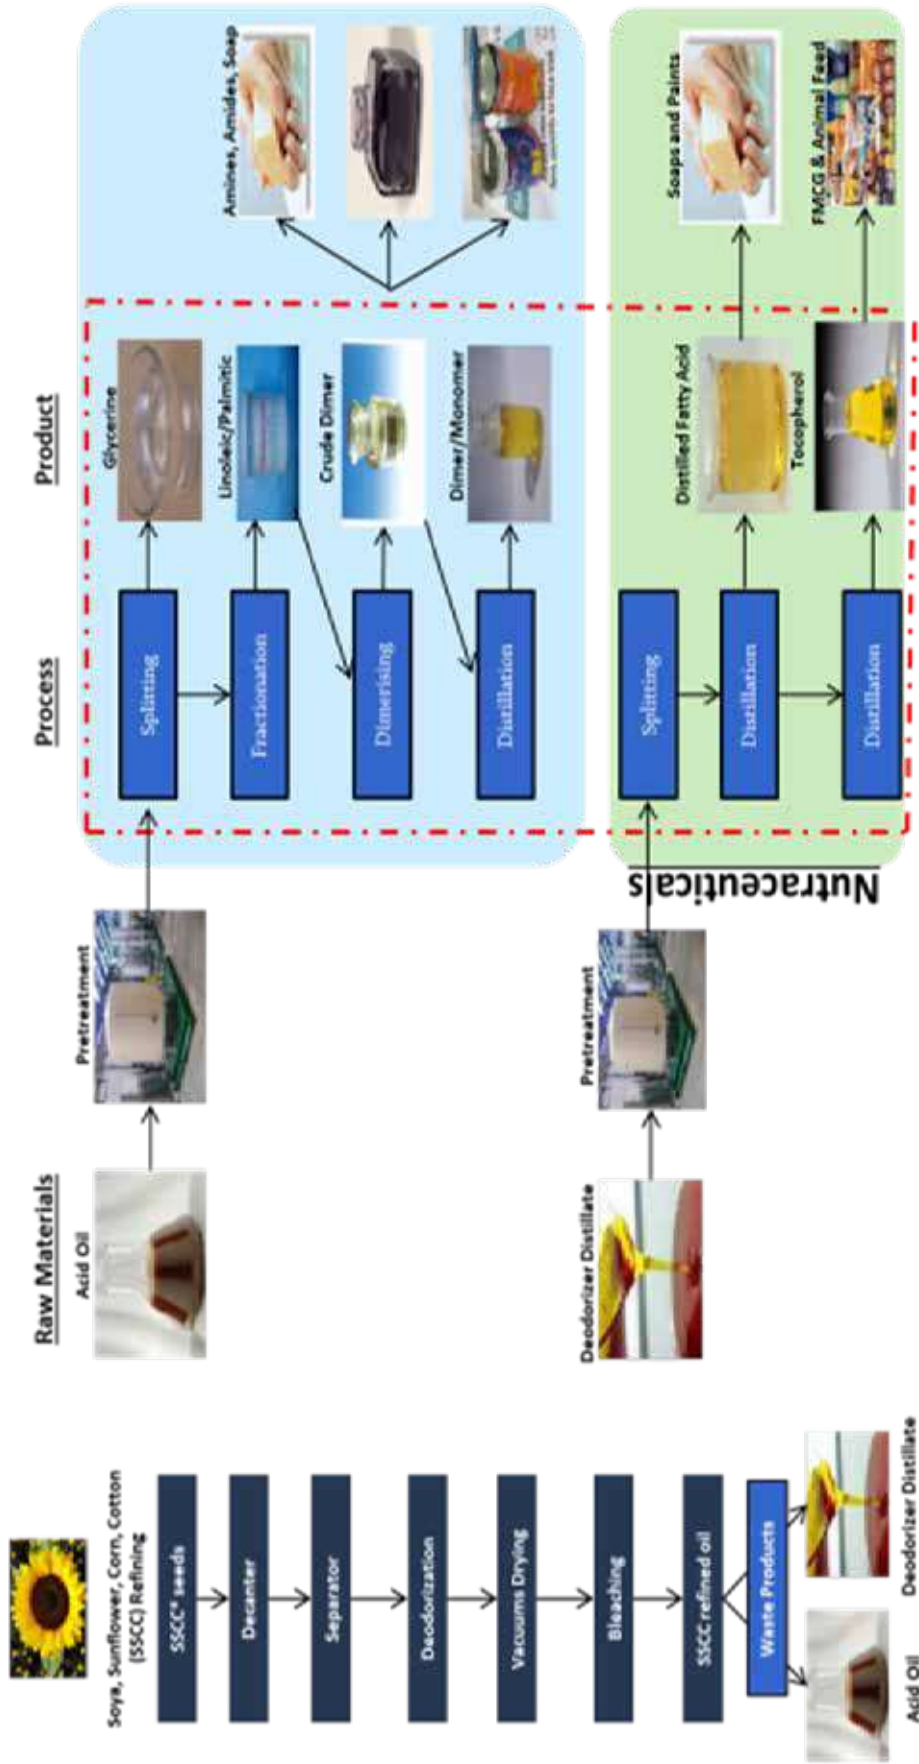 Soya, Sunflower, Corn, Cotton
(SSCC) Refining
SSCC* seeds
Decanter
Separator
Deodorization
Vacuums Drying
Bleaching
SSCC refined oil
Waste Products
Acid Oil
Deodorizer Distillate
Raw Materials
Acid Oil
Pretreatment
Deodorizer Distillate
Pretreatment
Process
Product
Splitting
Glycerine
Fractionation
Linoleic/Palmitic
Dimerising
Crude Dimer
Distillation
Dimer/Monomer
Amines, Amides, Soap
Nutraceuticals
Splitting
Distillation
Distilled Fatty Acid
Soaps and Paints
Distillation
Tocopherol
FMCG & Animal Feed